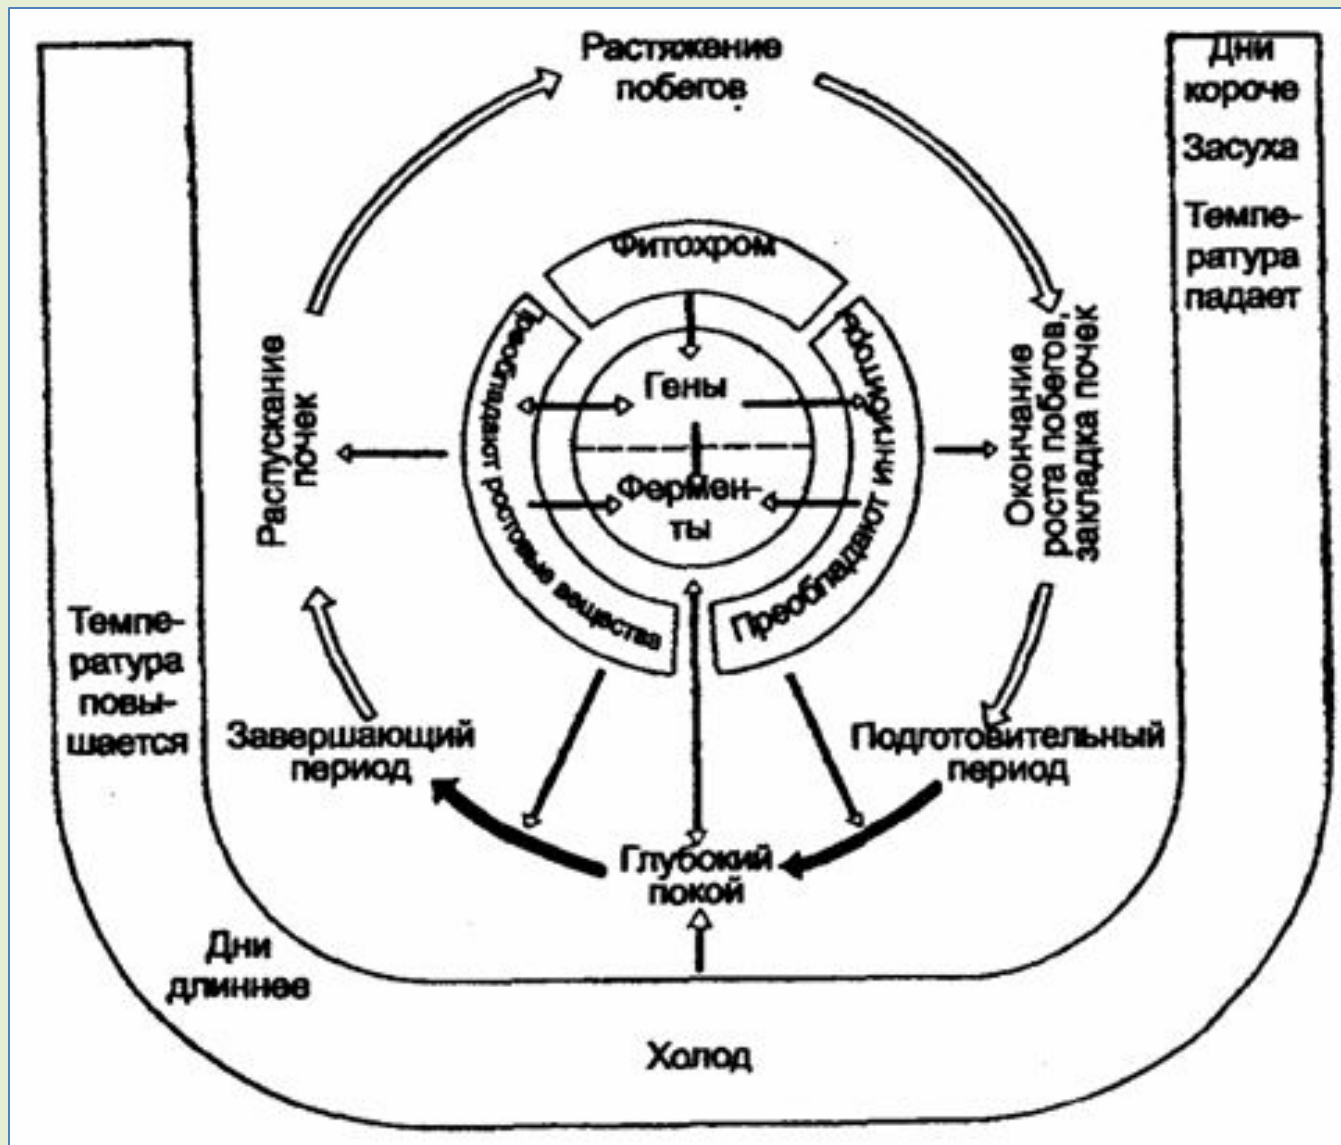 Растяжение
побегов
Дни
короче
Засуха
Темпе-
ратура
падает
Фитохром
Преобладают ростовые вещества
Преобладают ингибиторы
Гены
Фермен-
ты
Распускание
почек
Окончание
роста побегов,
закладка почек
Темпе-
ратура
повы-
шается
Завершающий
период
Подготовительный
период
Глубокий
покой
Дни
длиннее
Холод